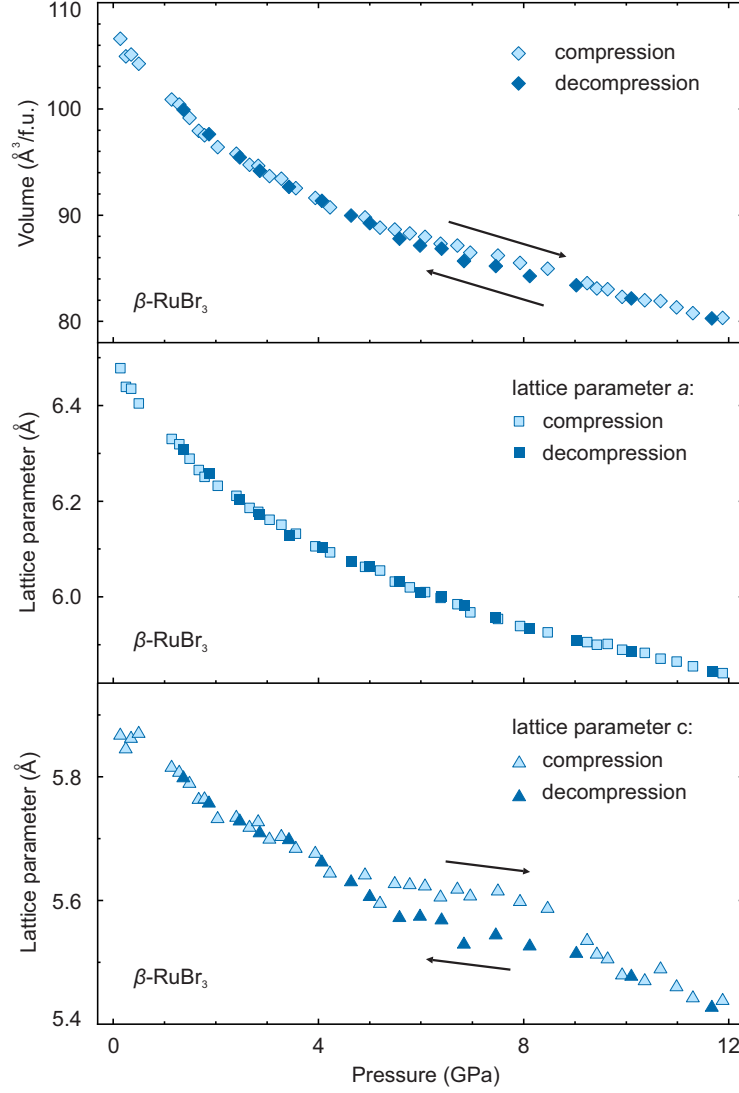 110
100
90
80
Volume (Å³/f.u.)
compression
decompression
β-RuBr₃
6.4
6.2
6.0
Lattice parameter (Å)
lattice parameter a:
compression
decompression
β-RuBr₃
5.8
5.6
5.4
Lattice parameter (Å)
lattice parameter c:
compression
decompression
β-RuBr₃
0
4
8
12
Pressure (GPa)